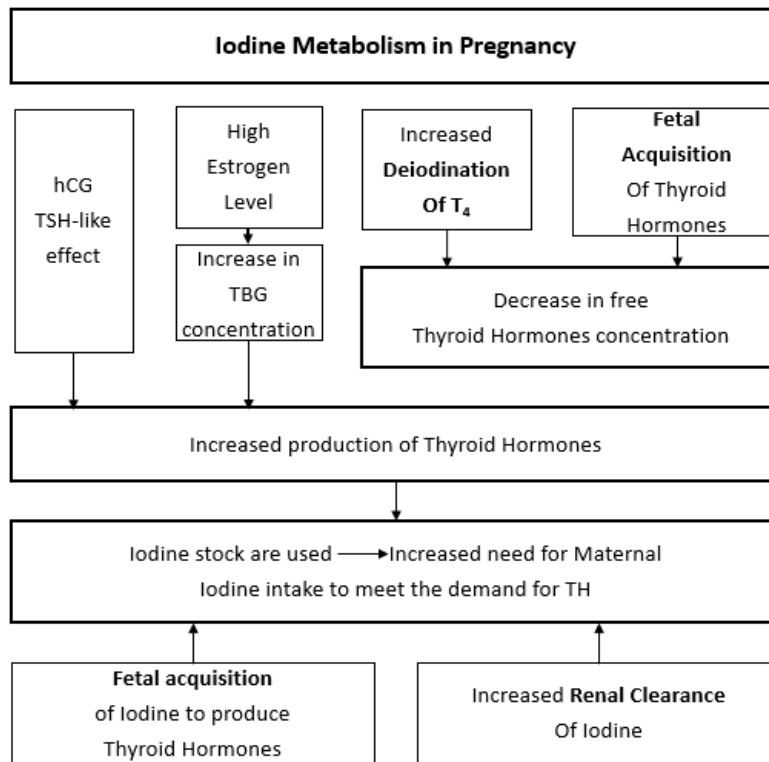 Iodine Metabolism in Pregnancy
hCG
TSH-like
effect
High
Estrogen
Level
Increase in
TBG
concentration
Increased
Deiodination
Of T₄
Fetal
Acquisition
Of Thyroid
Hormones
Decrease in free
Thyroid Hormones concentration
Increased production of Thyroid Hormones
Iodine stock are used → Increased need for Maternal
Iodine intake to meet the demand for TH
Fetal acquisition
of Iodine to produce
Thyroid Hormones
Increased Renal Clearance
Of Iodine